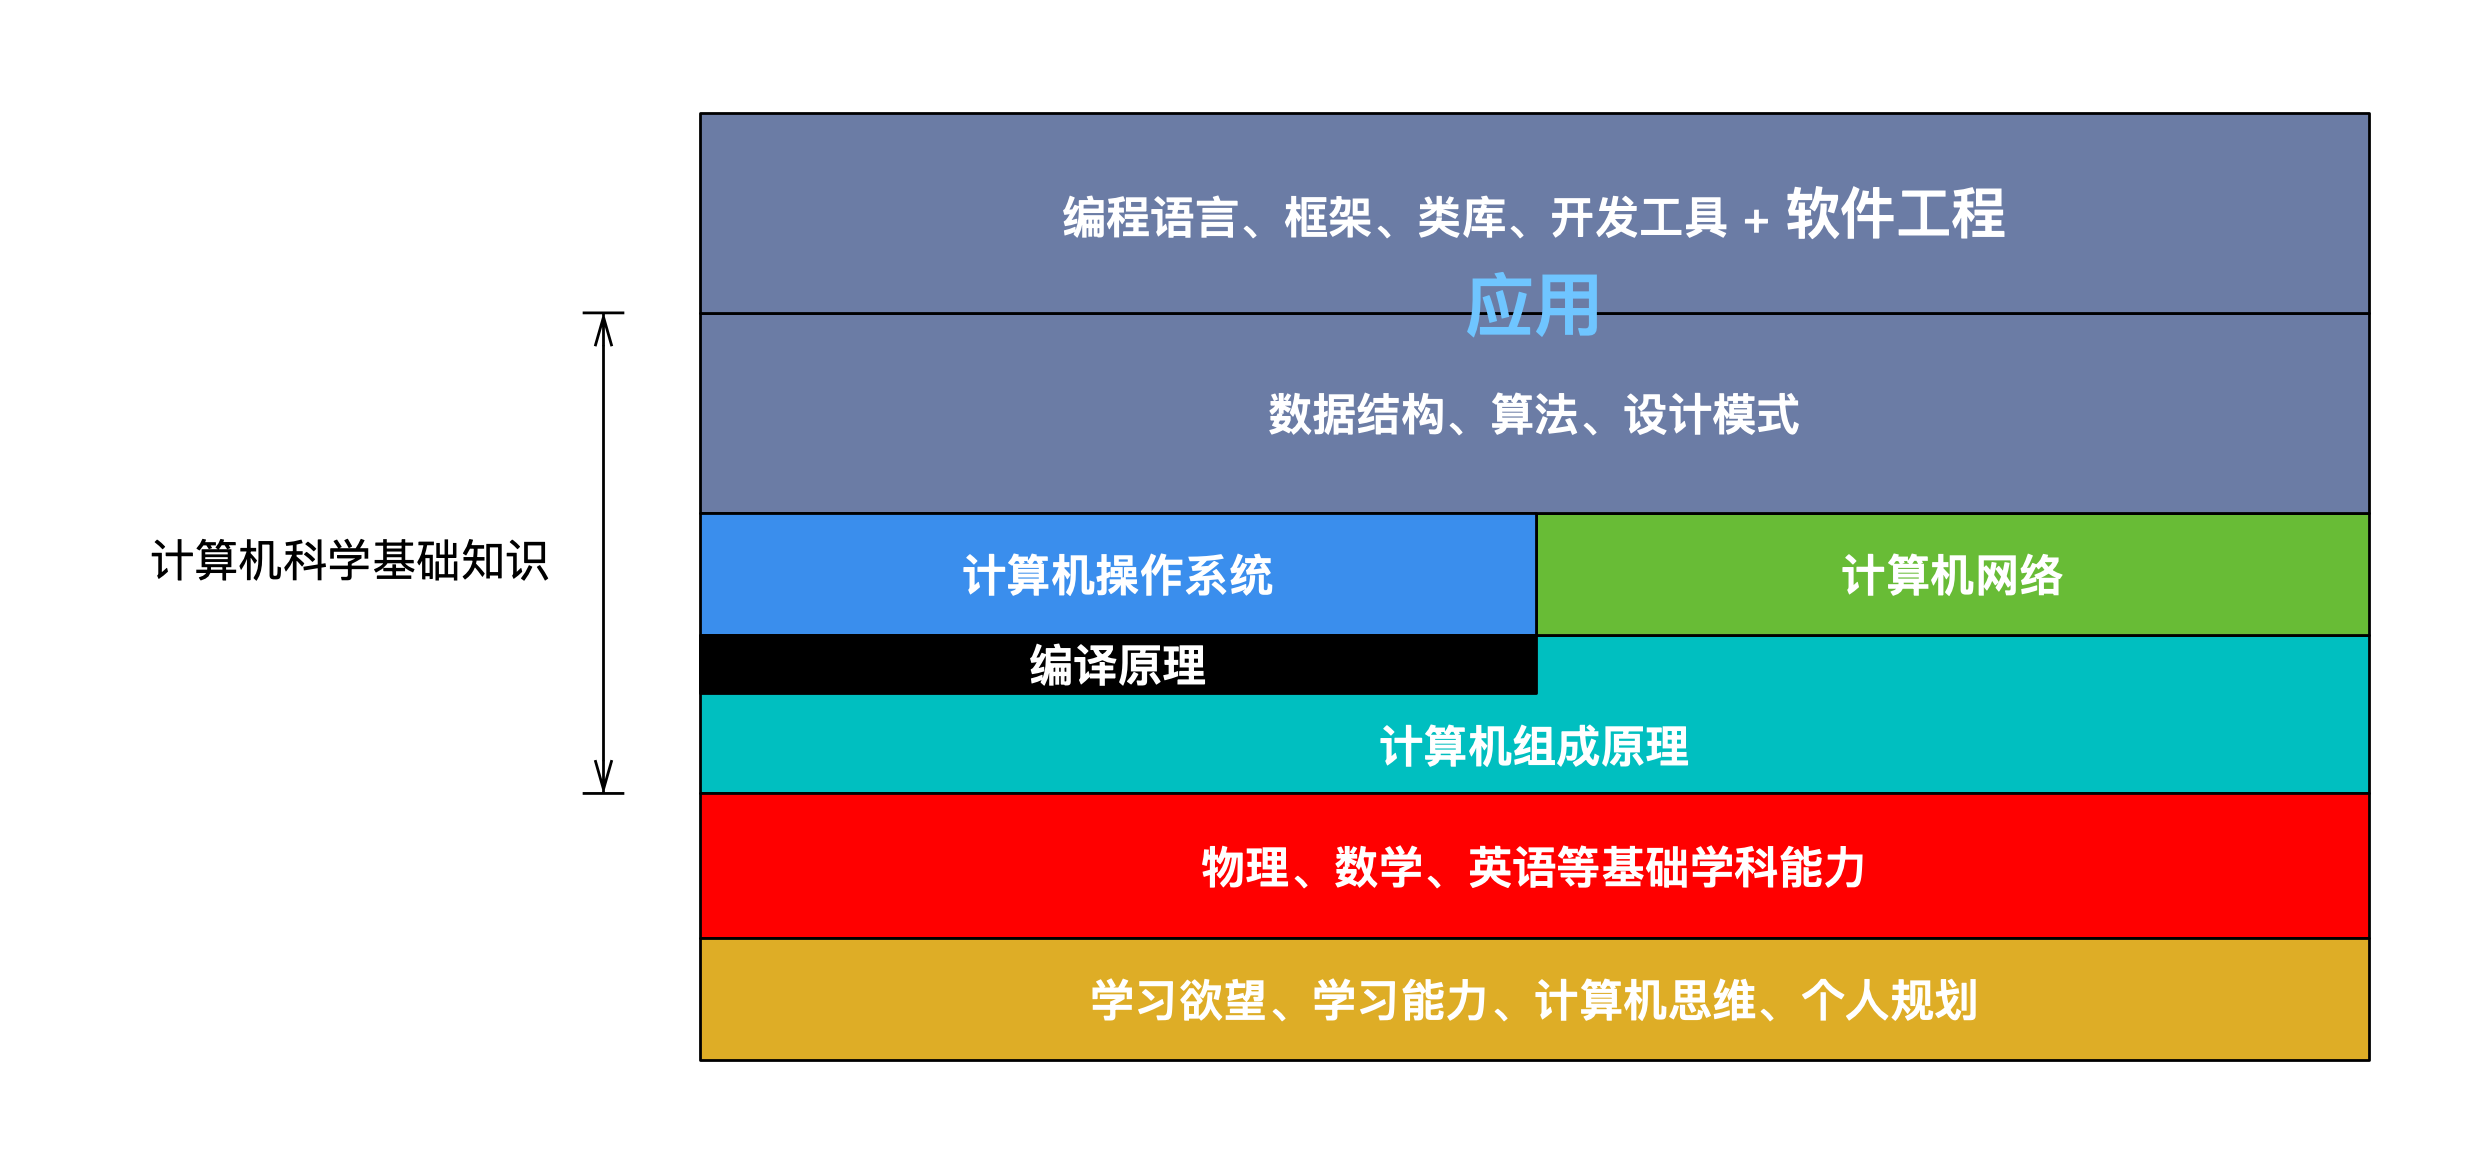 编程语言、框架、类库、开发工具 + 软件工程
应用
数据结构、算法、设计模式
计算机科学基础知识
计算机操作系统
计算机网络
编译原理
计算机组成原理
物理、数学、英语等基础学科能力
学习欲望、学习能力、计算机思维、个人规划